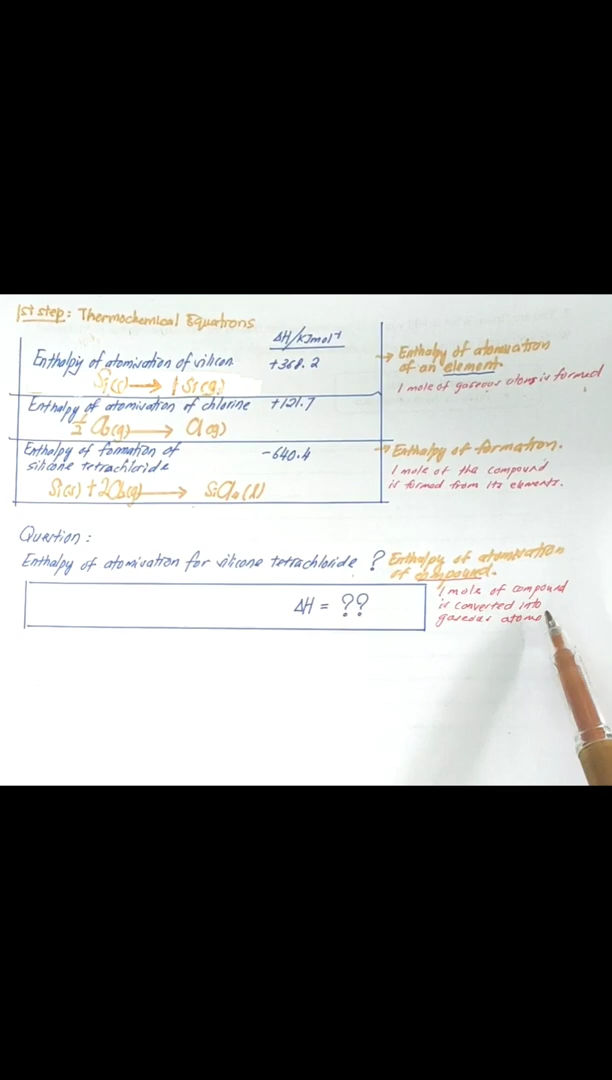 1st step: Thermochemical Equations
ΔH/kJmol⁻¹
Enthalpy of atomisation of silicon +368.2
Si(s) → 1 Si(g)
Enthalpy of atomisation of chlorine +121.7
½ Cl₂(g) → Cl(g)
Enthalpy of formation of -640.4
silicone tetrachloride
Si(s) + 2Cl₂(g) → SiCl₄(l)
→ Enthalpy of atomisation
of an element.
1 mole of gaseous atoms is formed
→ Enthalpy of formation.
1 mole of the compound
is formed from its elements.
Question:
Enthalpy of atomisation for silicone tetrachloride ?
ΔH = ??
Enthalpy of atomisation
of compound.
1 mole of compound
is converted into
gaseous atoms